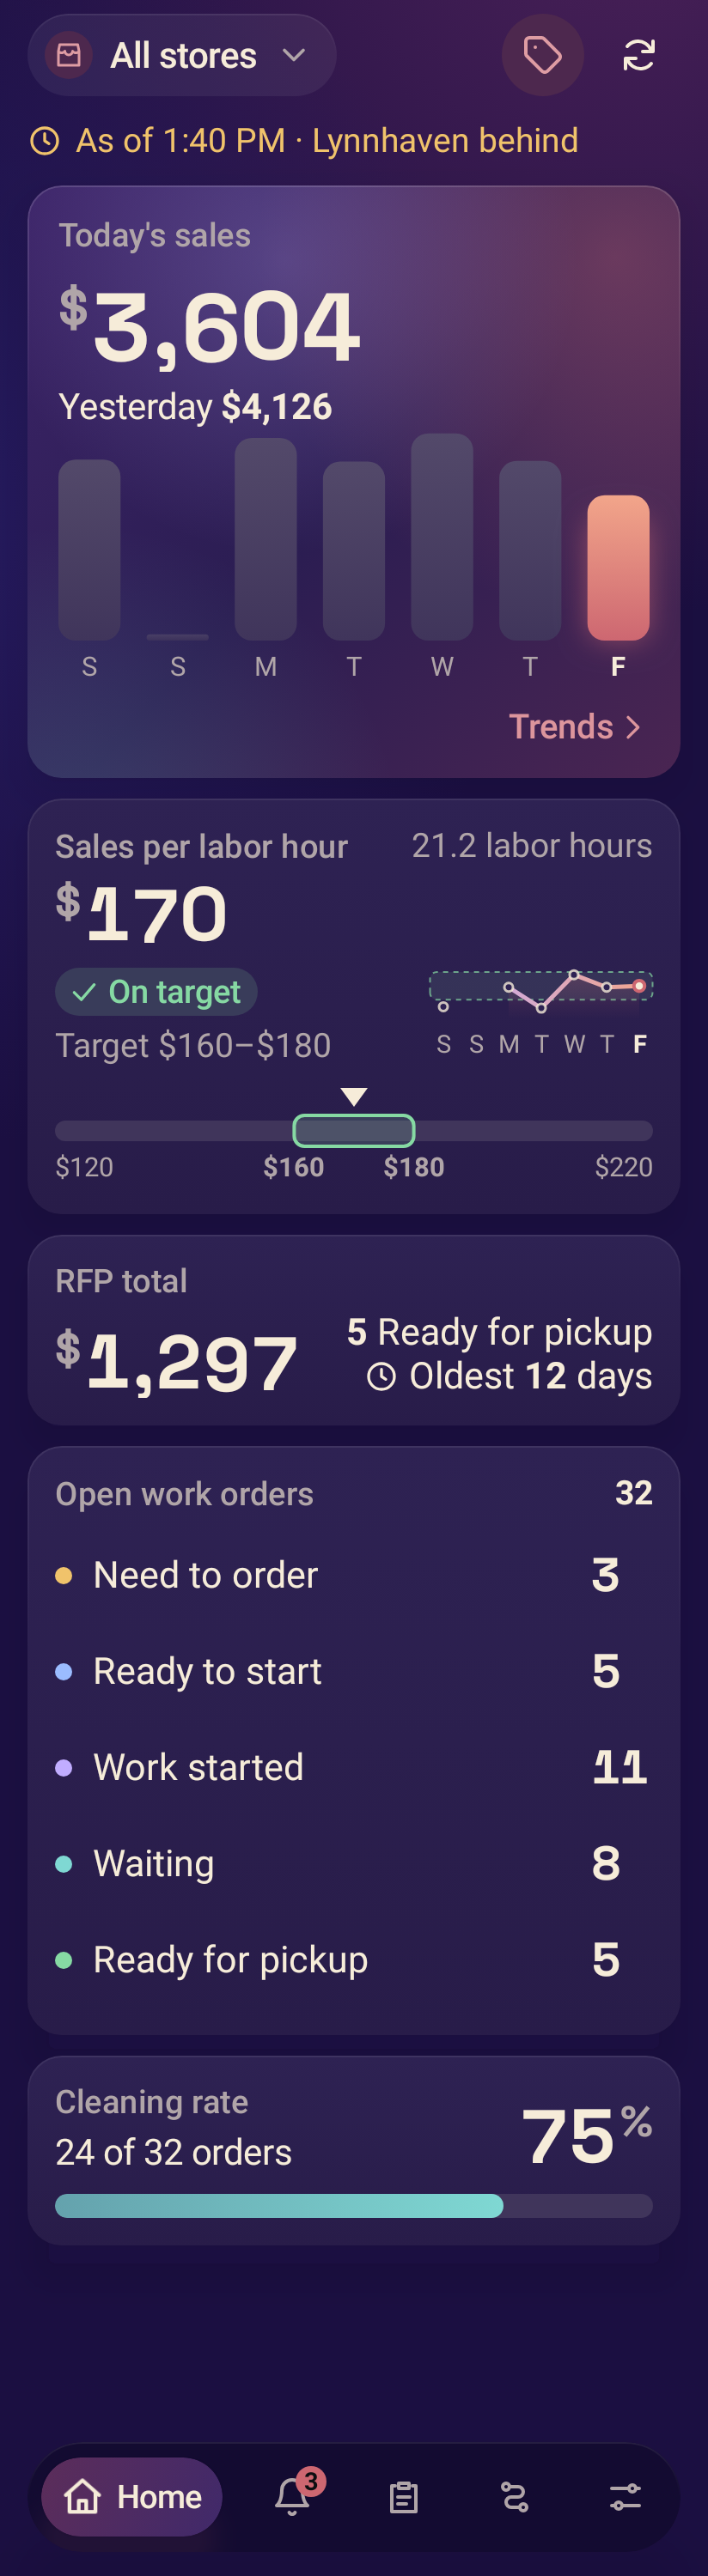 All stores
As of 1:40 PM · Lynnhaven behind
Today's sales
$3,604
Yesterday $4,126
S S M T W T F
Trends
Sales per labor hour 21.2 labor hours
$170
On target
Target $160–$180
S S M T W T F
$120 $160 $180 $220
RFP total
$1,297
5 Ready for pickup
Oldest 12 days
Open work orders 32
Need to order 3
Ready to start 5
Work started 11
Waiting 8
Ready for pickup 5
Cleaning rate
24 of 32 orders
75%
Home
3